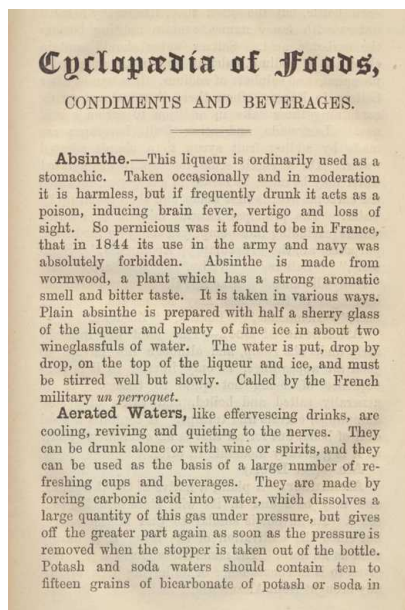 Cyclopædia of Foods,
CONDIMENTS AND BEVERAGES.
Absinthe.—This liqueur is ordinarily used as a
stomachic. Taken occasionally and in moderation
it is harmless, but if frequently drunk it acts as a
poison, inducing brain fever, vertigo and loss of
sight. So pernicious was it found to be in France,
that in 1844 its use in the army and navy was
absolutely forbidden. Absinthe is made from
wormwood, a plant which has a strong aromatic
smell and bitter taste. It is taken in various ways.
Plain absinthe is prepared with half a sherry glass
of the liqueur and plenty of fine ice in about two
wineglassfuls of water. The water is put, drop by
drop, on the top of the liqueur and ice, and must
be stirred well but slowly. Called by the French
military un perroquet.
Aerated Waters, like effervescing drinks, are
cooling, reviving and quieting to the nerves. They
can be drunk alone or with wine or spirits, and they
can be used as the basis of a large number of re-
freshing cups and beverages. They are made by
forcing carbonic acid into water, which dissolves a
large quantity of this gas under pressure, but gives
off the greater part again as soon as the pressure is
removed when the stopper is taken out of the bottle.
Potash and soda waters should contain ten to
fifteen grains of bicarbonate of potash or soda in